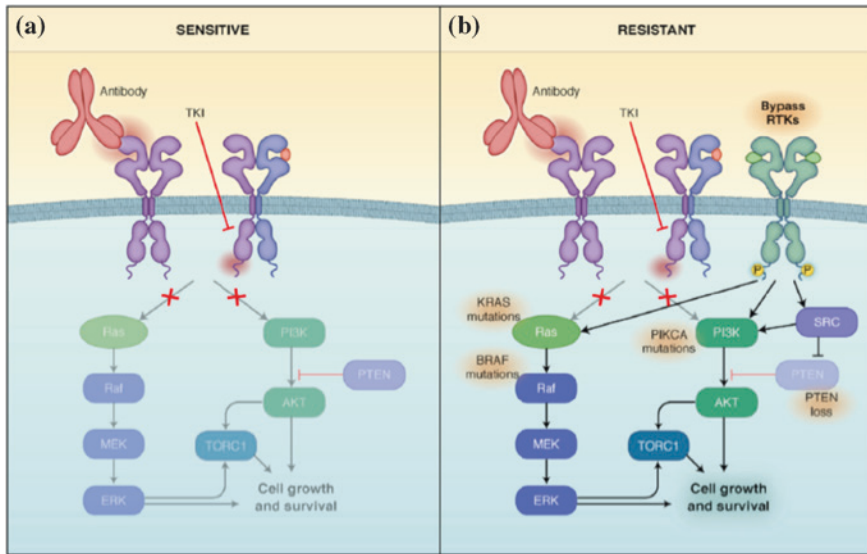 (a)
SENSITIVE
Antibody
TKI
Ras
PI3K
Raf
PTEN
AKT
MEK
TORC1
ERK
Cell growth
and survival
(b)
RESISTANT
Antibody
TKI
Bypass
RTKs
P
P
KRAS
mutations
Ras
PIKCA
mutations
PI3K
SRC
BRAF
mutations
Raf
PTEN
PTEN
loss
AKT
MEK
TORC1
ERK
Cell growth
and survival